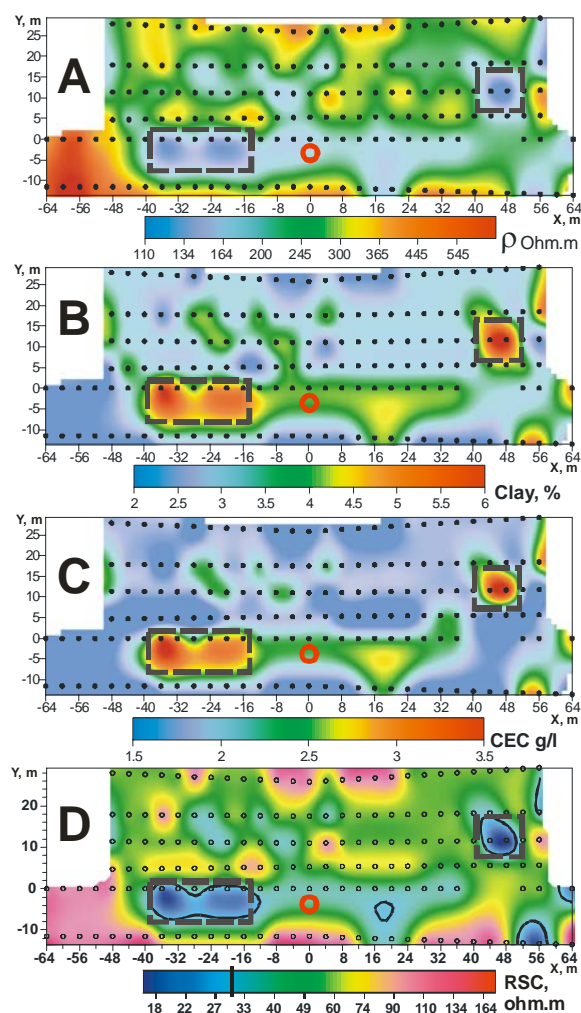 Y, m
25
20
15
10
5
0
-5
-10
A
-64 -56 -48 -40 -32 -24 -16 -8 0 8 16 24 32 40 48 56 64
X, m
110 134 164 200 245 300 365 445 545
ρ Ohm.m
Y, m
25
20
15
10
5
0
-5
-10
B
-64 -56 -48 -40 -32 -24 -16 -8 0 8 16 24 32 40 48 56 64
X, m
2 2.5 3 3.5 4 4.5 5 5.5 6
Clay, %
Y, m
25
20
15
10
5
0
-5
-10
C
-64 -56 -48 -40 -32 -24 -16 -8 0 8 16 24 32 40 48 56 64
X, m
1.5 2 2.5 3 3.5
CEC g/l
Y, m
20
10
0
-10
D
-64 -56 -48 -40 -32 -24 -16 -8 0 8 16 24 32 40 48 56 64
X, m
18 22 27 33 40 49 60 74 90 110 134 164
RSC,
ohm.m